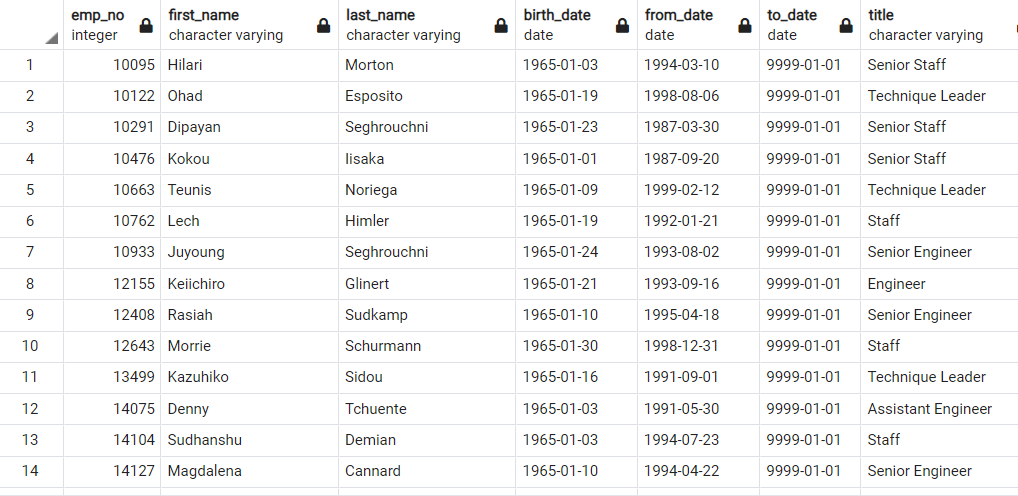 emp_no first_name last_name birth_date from_date to_date title
integer character varying character varying date date date character varying
1 10095 Hilari Morton 1965-01-03 1994-03-10 9999-01-01 Senior Staff
2 10122 Ohad Esposito 1965-01-19 1998-08-06 9999-01-01 Technique Leader
3 10291 Dipayan Seghrouchni 1965-01-23 1987-03-30 9999-01-01 Senior Staff
4 10476 Kokou Iisaka 1965-01-01 1987-09-20 9999-01-01 Senior Staff
5 10663 Teunis Noriega 1965-01-09 1999-02-12 9999-01-01 Technique Leader
6 10762 Lech Himler 1965-01-19 1992-01-21 9999-01-01 Staff
7 10933 Juyoung Seghrouchni 1965-01-24 1993-08-02 9999-01-01 Senior Engineer
8 12155 Keiichiro Glinert 1965-01-21 1993-09-16 9999-01-01 Engineer
9 12408 Rasiah Sudkamp 1965-01-10 1995-04-18 9999-01-01 Senior Engineer
10 12643 Morrie Schurmann 1965-01-30 1998-12-31 9999-01-01 Staff
11 13499 Kazuhiko Sidou 1965-01-16 1991-09-01 9999-01-01 Technique Leader
12 14075 Denny Tchuente 1965-01-03 1991-05-30 9999-01-01 Assistant Engineer
13 14104 Sudhanshu Demian 1965-01-03 1994-07-23 9999-01-01 Staff
14 14127 Magdalena Cannard 1965-01-10 1994-04-22 9999-01-01 Senior Engineer